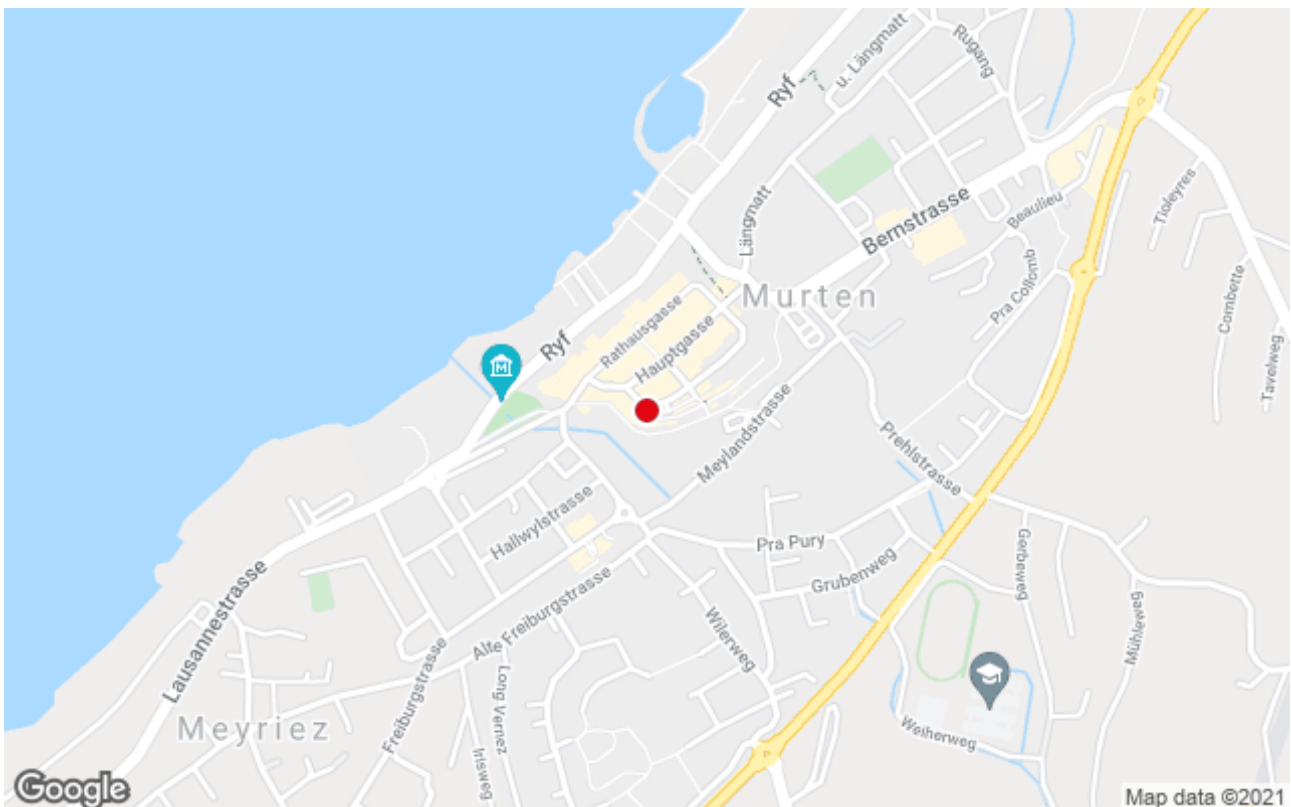 Rugang
u. Längmatt
Ryf
Tioleyres
Längmatt
Beaulieu
Bernstrasse
Combette
Pra Collomb
Murten
Rathausgasse
Hauptgasse
Ryf
Tavelweg
Meylandstrasse
Prehlstrasse
Hallwylstrasse
Pra Pury
Grubenweg
Gerbeweg
Mühleweg
Lausannestrasse
Alte Freiburgstrasse
Wilerweg
Freiburgstrasse
Long Vernez
Irisweg
Meyriez
Weiherweg
Google
Map data ©2021